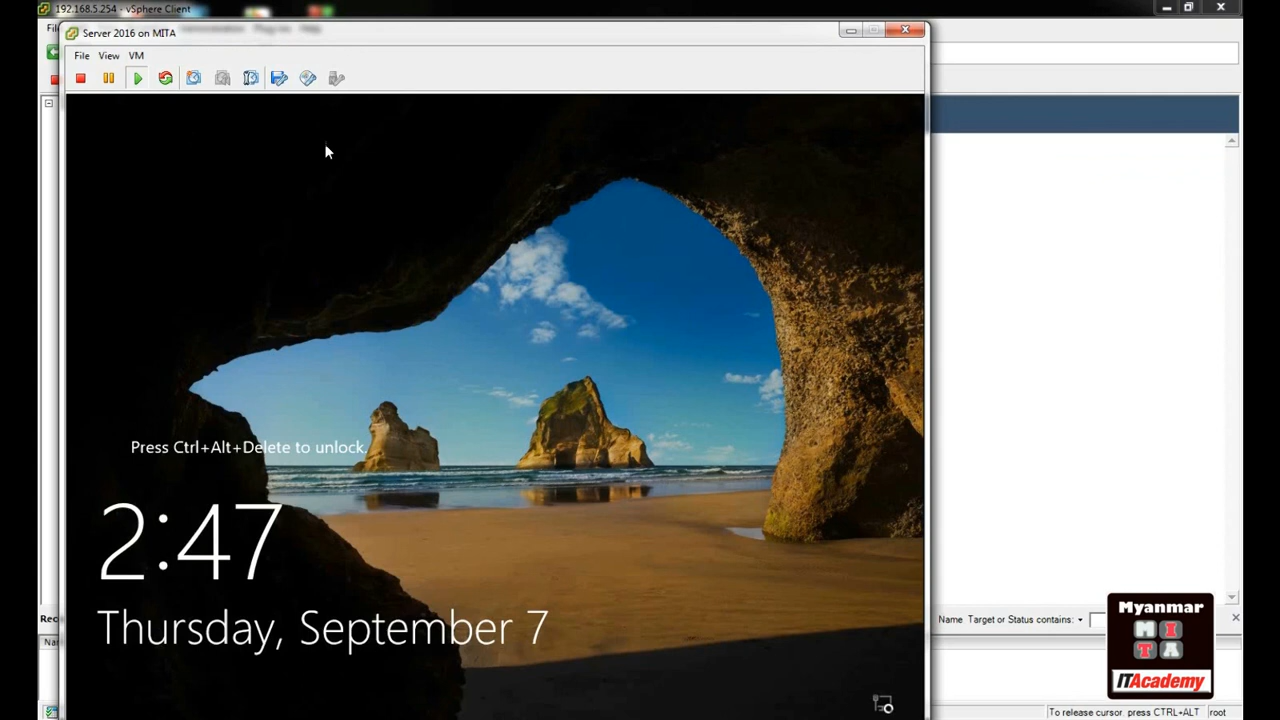 192.168.5.254 - vSphere Client
Server 2016 on MITA
File View VM
Press Ctrl+Alt+Delete to unlock.
2:47
Thursday, September 7
Name Target or Status contains:
Myanmar
M I
T A
ITAcademy
To release cursor, press CTRL+ALT
root